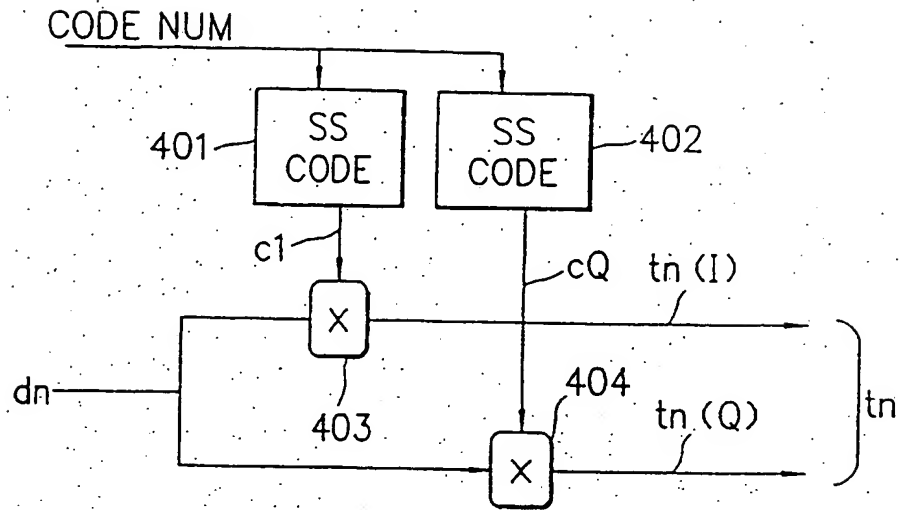 CODE NUM
401
SS
CODE
SS
CODE
402
c1
cQ
tn (I)
X
dn
403
404
tn
X
tn (Q)